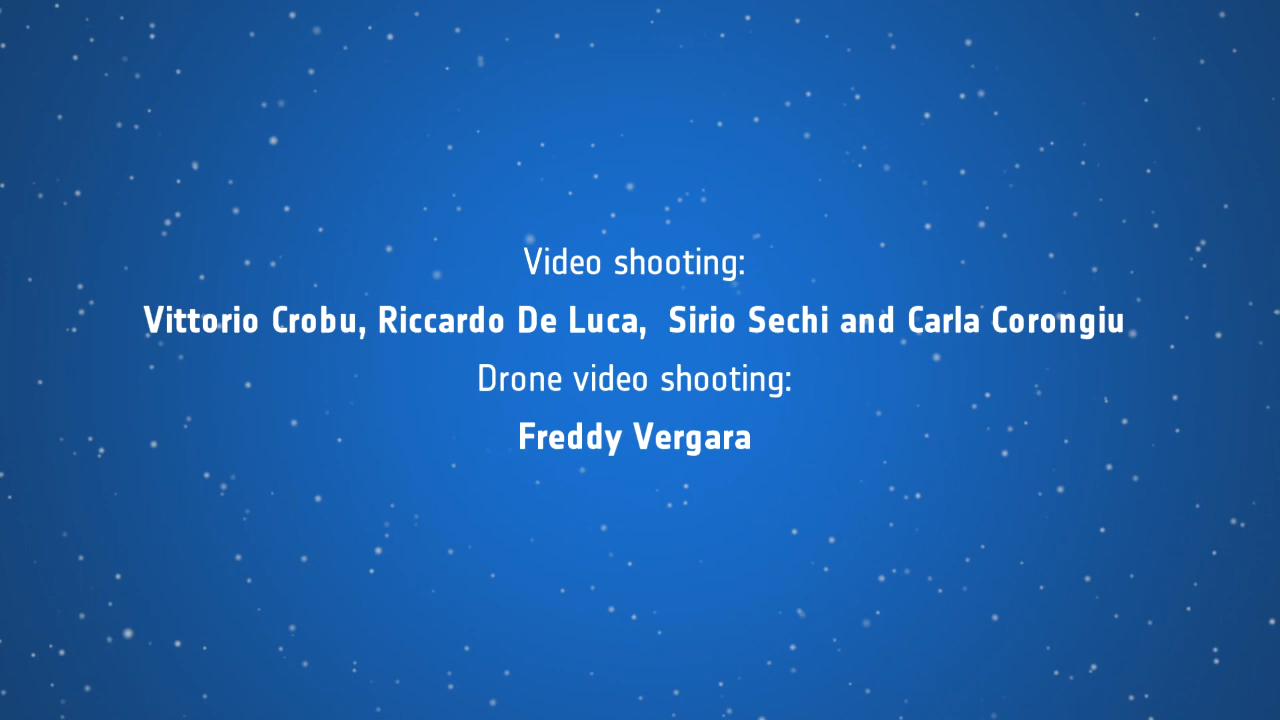 Video shooting:
Vittorio Crobu, Riccardo De Luca,  Sirio Sechi and Carla Corongiu
Drone video shooting:
Freddy Vergara